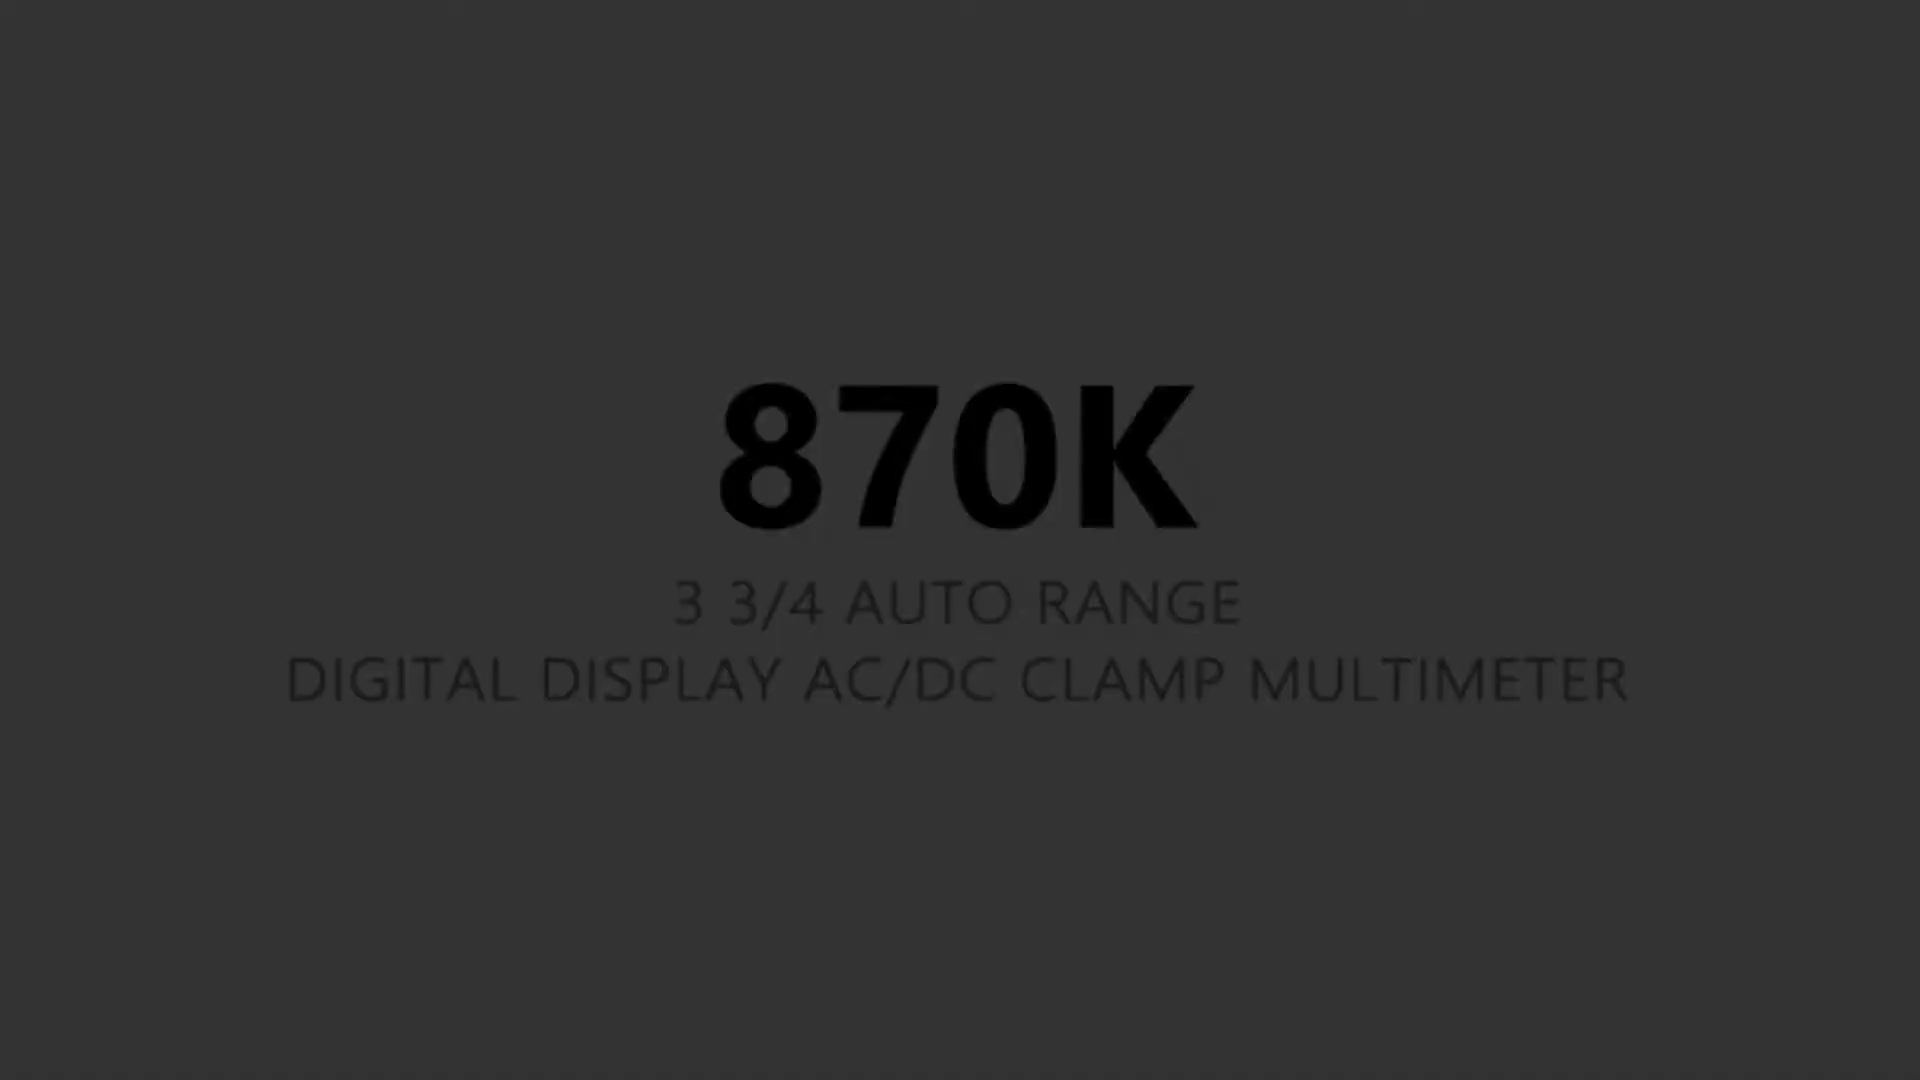 870K
3 3/4 AUTO RANGE
DIGITAL DISPLAY AC/DC CLAMP MULTIMETER